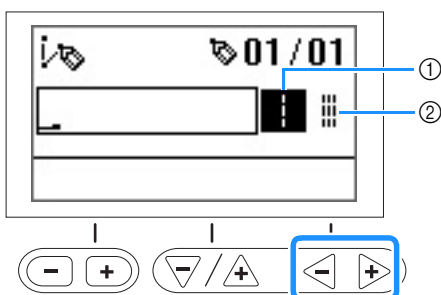 01/01
①
②
- + - / + - +